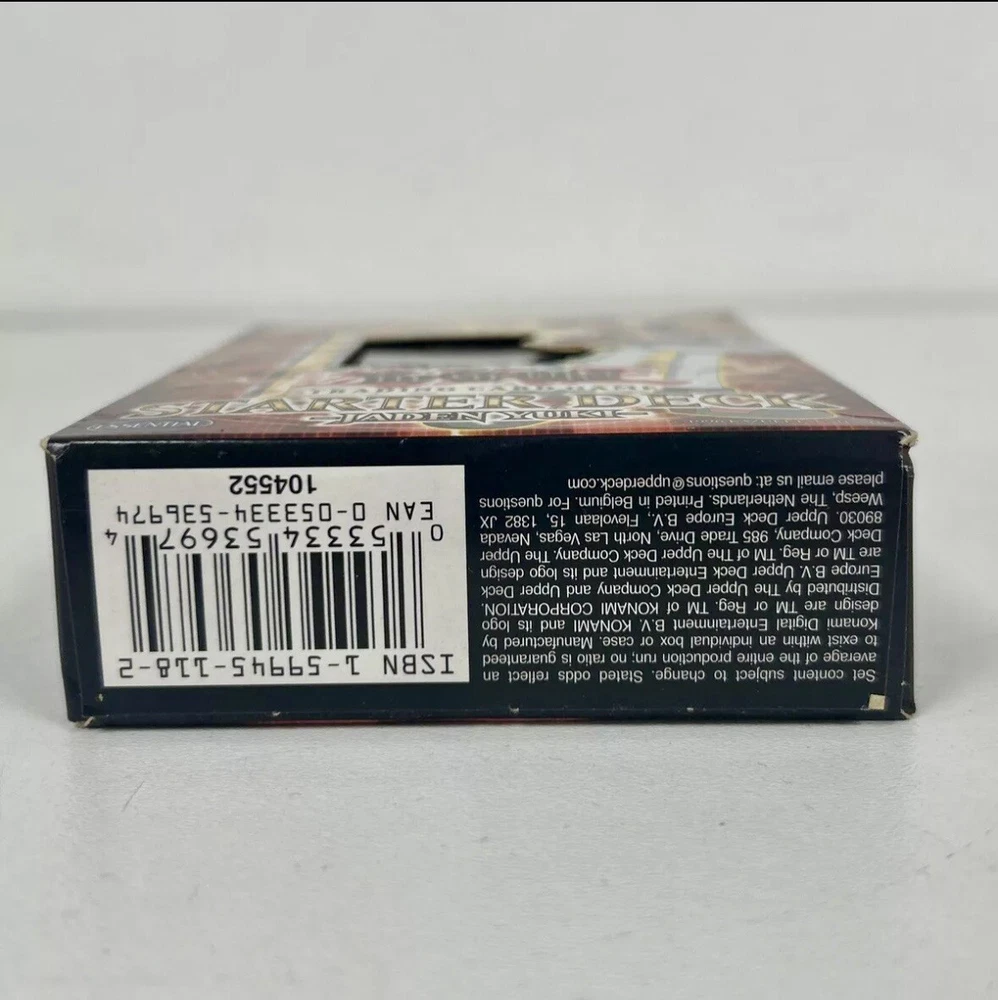 STARTER DECK
JADEN YUKI
Set content subject to change. Stated odds reflect an
average of the entire production run; no ratio is guaranteed
to exist within an individual box or case. Manufactured by
Konami Digital Entertainment B.V. KONAMI and its logo
design are TM or Reg. TM of KONAMI CORPORATION.
Distributed by The Upper Deck Company and Upper Deck
Europe B.V. Upper Deck Entertainment and its logo design
are TM or Reg. TM of The Upper Deck Company. The Upper
Deck Company, 985 Trade Drive, North Las Vegas, Nevada
89030. Upper Deck Europe B.V., Flevolaan 15, 1382 JX
Weesp, The Netherlands. Printed in Belgium. For questions
please email us at: questions@upperdeck.com
ISBN 1-59945-118-2
0 53334 53697 4
EAN 0-053334-536974
104552